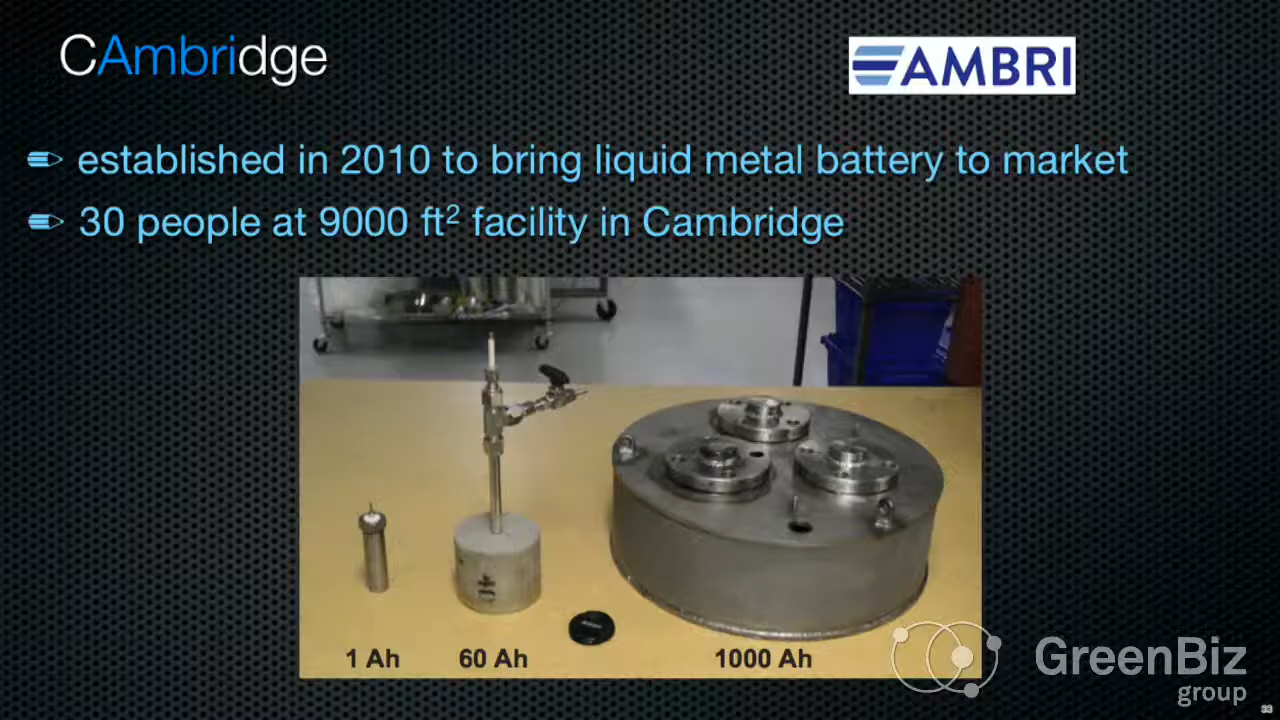 CAmbridge
AMBRI
established in 2010 to bring liquid metal battery to market
30 people at 9000 ft² facility in Cambridge
1 Ah
60 Ah
1000 Ah
GreenBiz
group
33